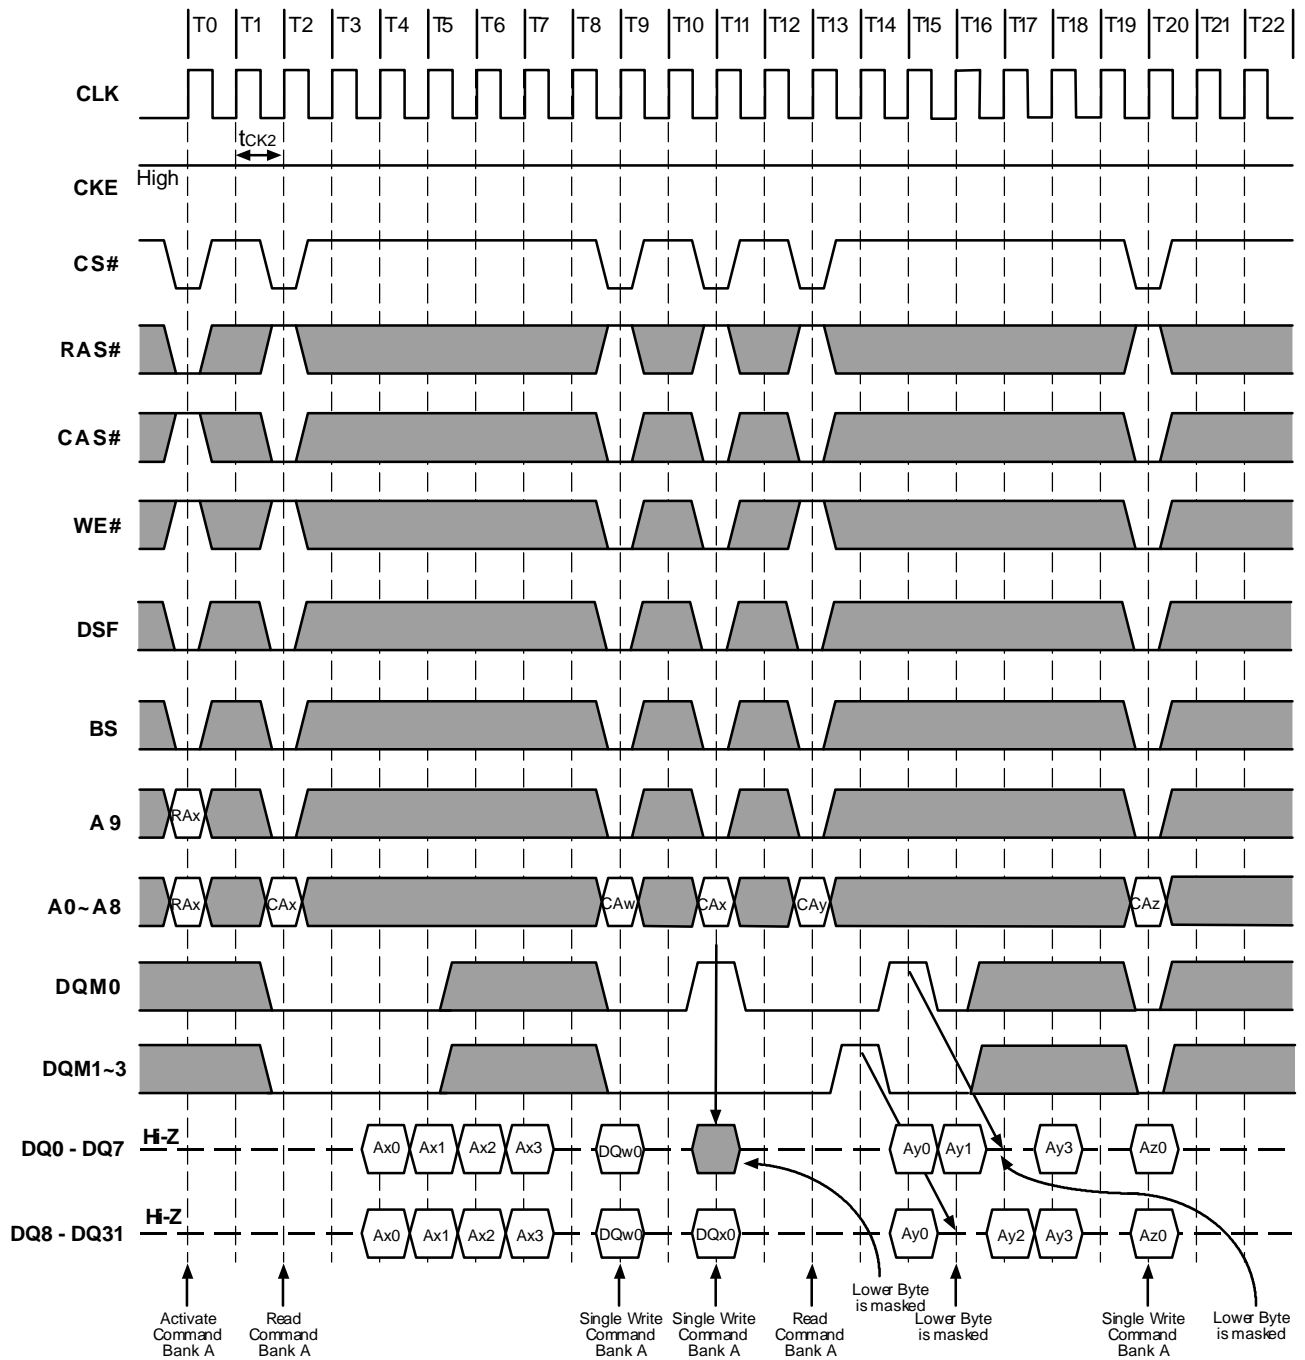 T0 T1 T2 T3 T4 T5 T6 T7 T8 T9 T10 T11 T12 T13 T14 T15 T16 T17 T18 T19 T20 T21 T22
CLK
tCK2
High
CKE
CS#
RAS#
CAS#
WE#
DSF
BS
A9 RAx
A0~A8 RAx CAx CAw CAx CAy CAz
DQM0
DQM1~3
DQ0 - DQ7 Hi-Z Ax0 Ax1 Ax2 Ax3 DQw0 Ay0 Ay1 Ay3 Az0
DQ8 - DQ31 Hi-Z Ax0 Ax1 Ax2 Ax3 DQw0 DQx0 Ay0 Ay2 Ay3 Az0
Activate
Command
Bank A
Read
Command
Bank A
Single Write
Command
Bank A
Single Write
Command
Bank A
Read
Command
Bank A
Lower Byte
is masked
Lower Byte
is masked
Single Write
Command
Bank A
Lower Byte
is masked